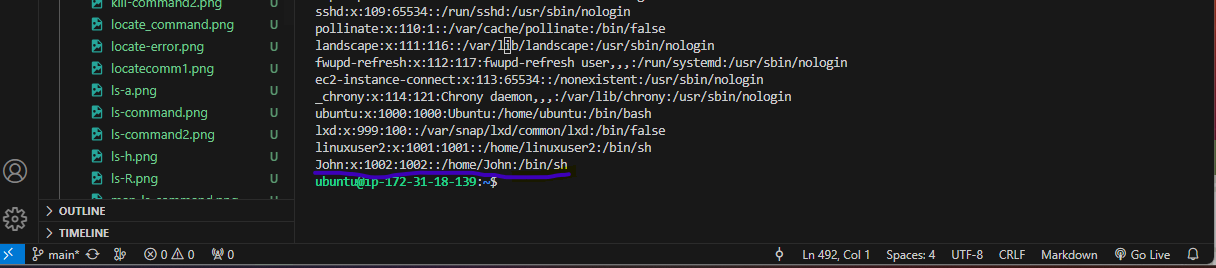 kill-command2.png U
locate_command.png U
locate-error.png U
locatecomm1.png U
ls-a.png U
ls-command.png U
ls-command2.png U
ls-h.png U
ls-R.png U
OUTLINE
TIMELINE
sshd:x:109:65534::/run/sshd:/usr/sbin/nologin
pollinate:x:110:1::/var/cache/pollinate:/bin/false
landscape:x:111:116::/var/lib/landscape:/usr/sbin/nologin
fwupd-refresh:x:112:117:fwupd-refresh user,,,:/run/systemd:/usr/sbin/nologin
ec2-instance-connect:x:113:65534::/nonexistent:/usr/sbin/nologin
_chrony:x:114:121:Chrony daemon,,,:/var/lib/chrony:/usr/sbin/nologin
ubuntu:x:1000:1000:Ubuntu:/home/ubuntu:/bin/bash
lxd:x:999:100::/var/snap/lxd/common/lxd:/bin/false
linuxuser2:x:1001:1001::/home/linuxuser2:/bin/sh
John:x:1002:1002::/home/John:/bin/sh
ubuntu@ip-172-31-18-139:~$
main* 0 0 0 Ln 492, Col 1 Spaces: 4 UTF-8 CRLF Markdown Go Live